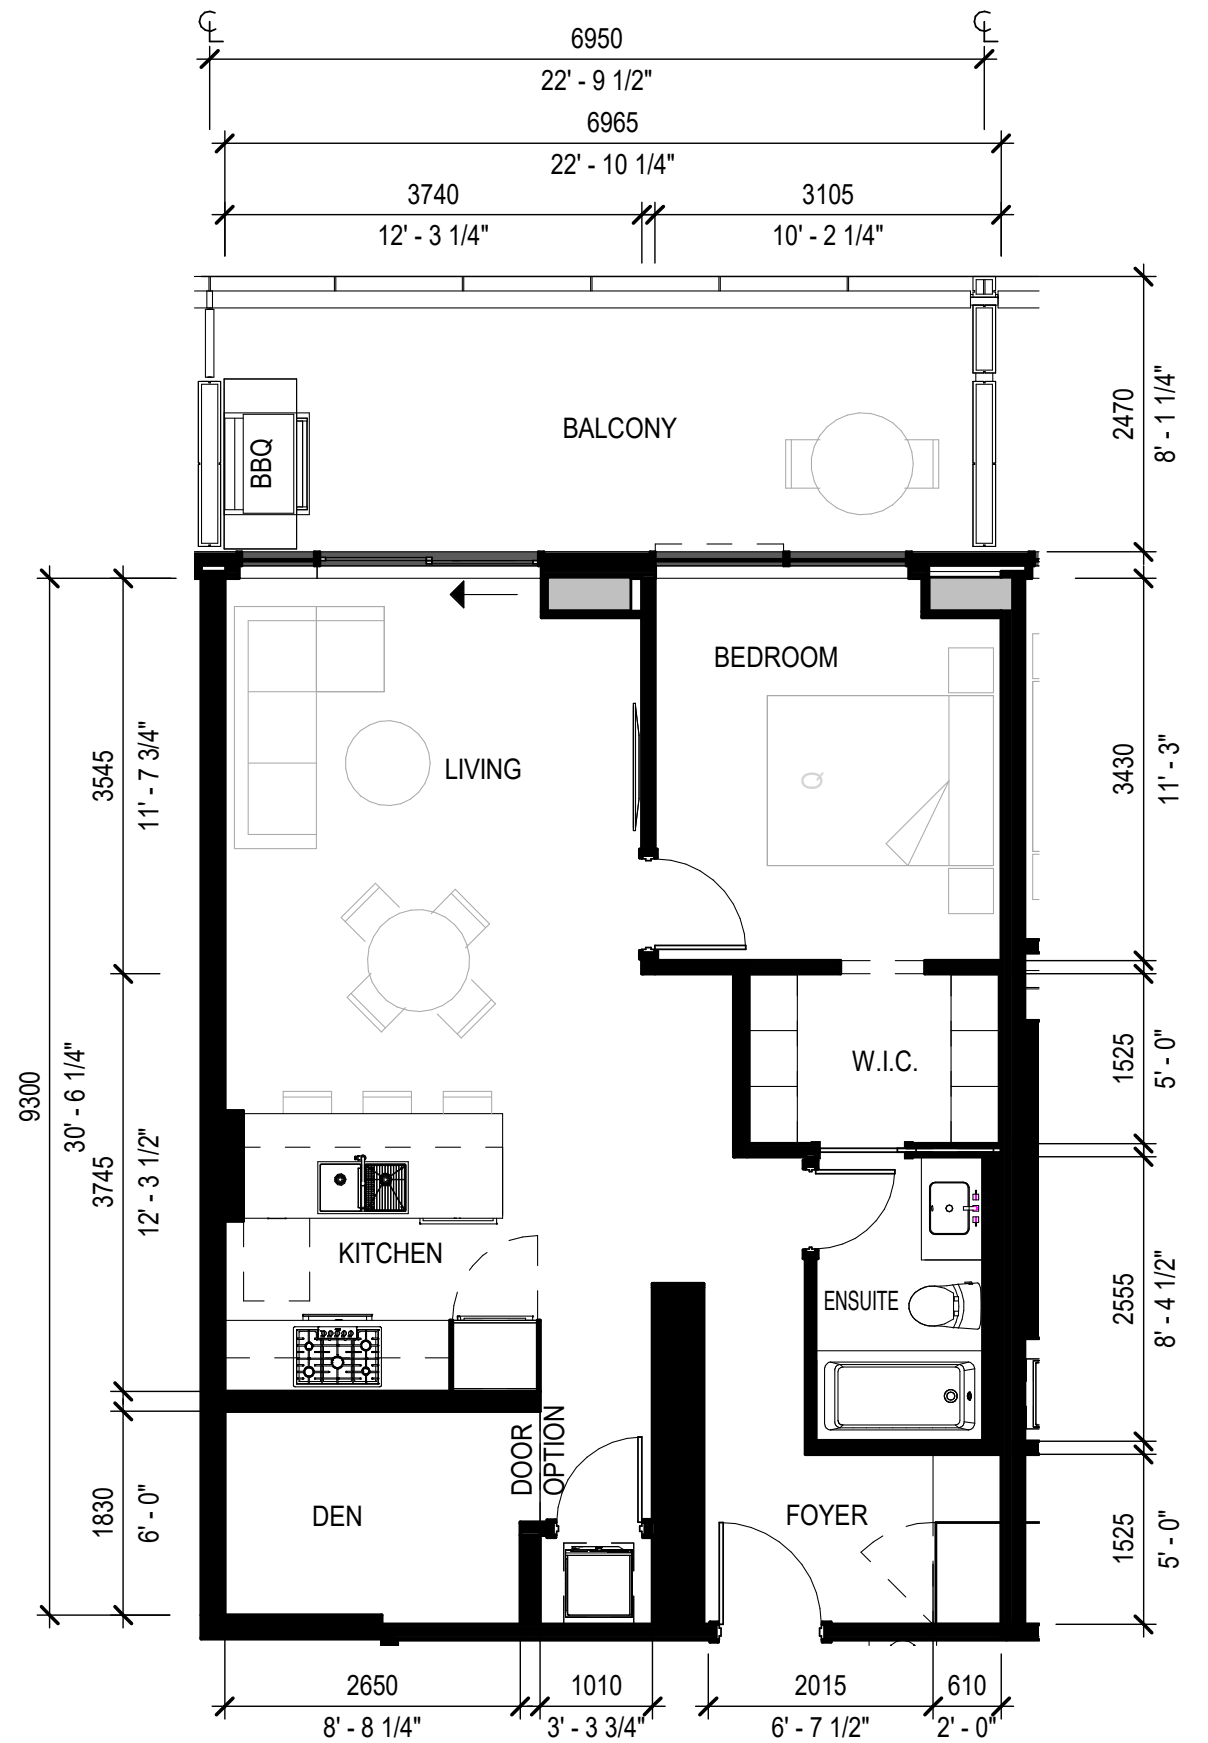 ℄ ℄
6950
22' - 9 1/2"
6965
22' - 10 1/4"
3740 3105
12' - 3 1/4" 10' - 2 1/4"
BALCONY
BBQ
2470
8' - 1 1/4"
BEDROOM
LIVING
Q
3545
11' - 7 3/4"
3430
11' - 3"
9300
30' - 6 1/4"
W.I.C.
1525
5' - 0"
3745
12' - 3 1/2"
KITCHEN
ENSUITE
2555
8' - 4 1/2"
DOOR
OPTION
DEN
FOYER
1830
6' - 0"
1525
5' - 0"
2650 1010 2015 610
8' - 8 1/4" 3' - 3 3/4" 6' - 7 1/2" 2' - 0"